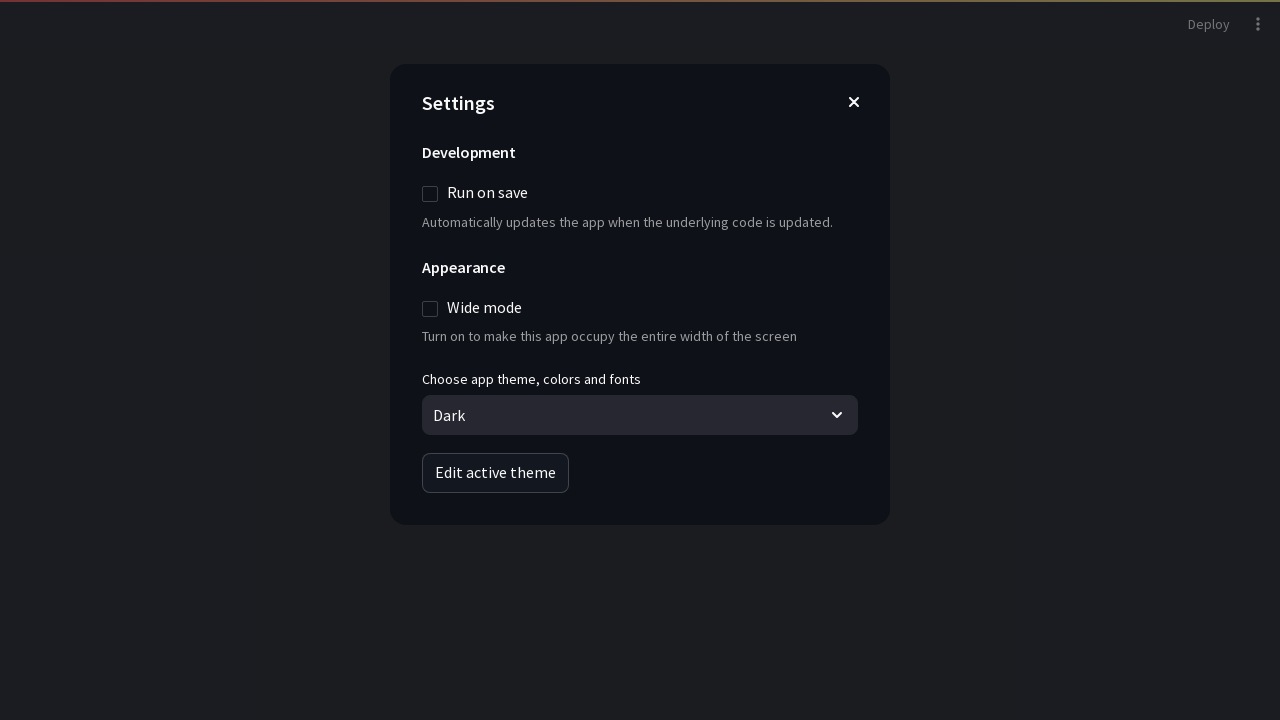 Deploy
Settings
Development
Run on save
Automatically updates the app when the underlying code is updated.
Appearance
Wide mode
Turn on to make this app occupy the entire width of the screen
Choose app theme, colors and fonts
Dark
Edit active theme